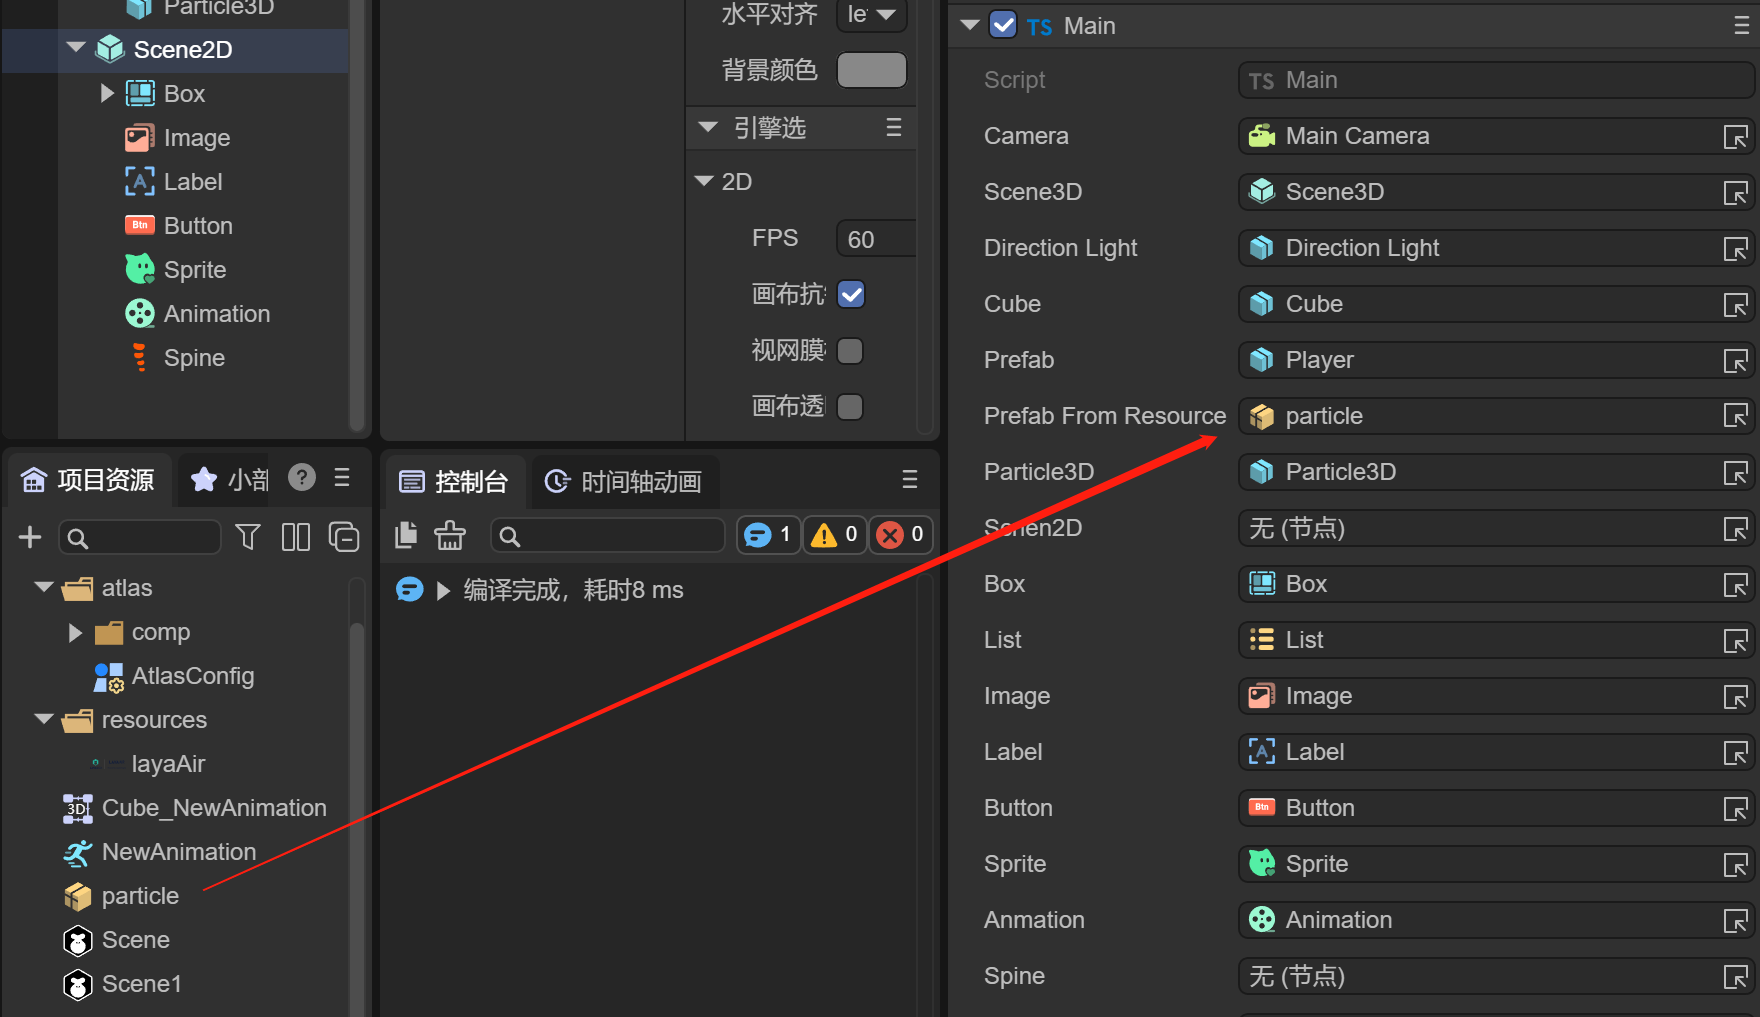 Particle3D
Scene2D
Box
Image
Label
Button
Sprite
Animation
Spine
水平对齐
le
背景颜色
引擎选
2D
FPS
60
画布抗
视网膜
画布透
TS Main
Script
TS Main
Camera
Main Camera
Scene3D
Scene3D
Direction Light
Direction Light
Cube
Cube
Prefab
Player
Prefab From Resource
particle
Particle3D
Particle3D
Scnen2D
无 (节点)
Box
Box
List
List
Image
Image
Label
Label
Button
Btn
Button
Sprite
Sprite
Anmation
Animation
Spine
无 (节点)
项目资源
小部
atlas
comp
AtlasConfig
resources
layaAir
3D
Cube_NewAnimation
NewAnimation
particle
Scene
Scene1
控制台
时间轴动画
1
0
0
编译完成，耗时8 ms